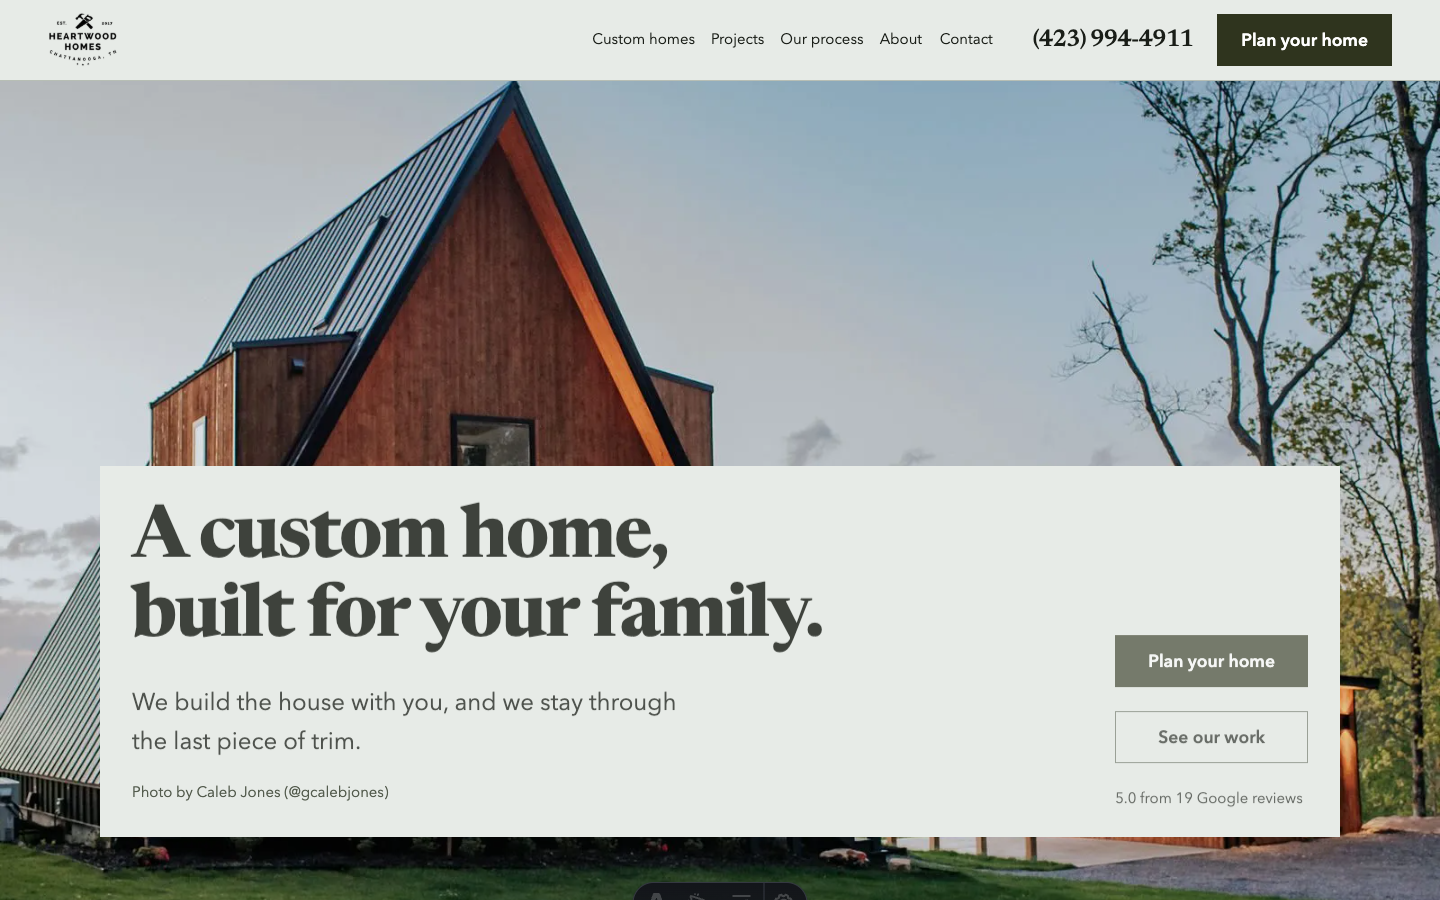 EST. 2017
HEARTWOOD
HOMES
CHATTANOOGA, TN
Custom homes
Projects
Our process
About
Contact
(423) 994-4911
Plan your home
A custom home,
built for your family.
We build the house with you, and we stay through
the last piece of trim.
Photo by Caleb Jones (@gcalebjones)
Plan your home
See our work
5.0 from 19 Google reviews